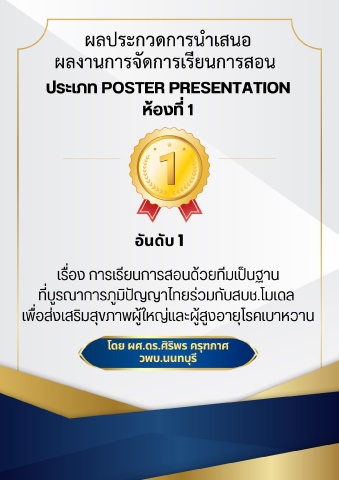 ผลประกวดการนำเสนอ
ผลงานการจัดการเรียนการสอน
ประเภท POSTER PRESENTATION
ห้องที่ 1
1
อันดับ 1
เรื่อง การเรียนการสอนด้วยทีมเป็นฐาน
ที่บูรณาการภูมิปัญญาไทยร่วมกับสบช.โมเดล
เพื่อส่งเสริมสุขภาพผู้ใหญ่และผู้สูงอายุโรคเบาหวาน
โดย ผศ.ดร.ศิริพร ครุฑกาศ
วพบ.นนทบุรี